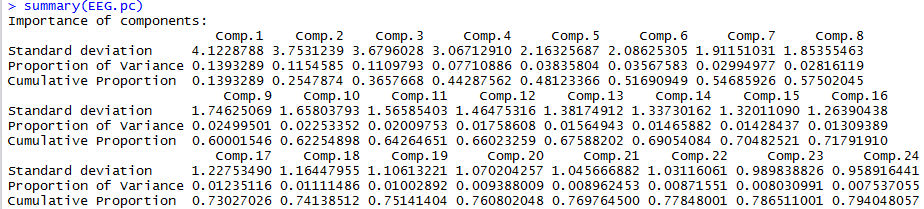 > summary(EEG.pc)
Importance of components:
Comp.1 Comp.2 Comp.3 Comp.4 Comp.5 Comp.6 Comp.7 Comp.8
Standard deviation 4.1228788 3.7531239 3.6796028 3.06712910 2.16325687 2.08625305 1.91151031 1.85355463
Proportion of Variance 0.1393289 0.1154585 0.1109793 0.07710886 0.03835804 0.03567583 0.02994977 0.02816119
Cumulative Proportion 0.1393289 0.2547874 0.3657668 0.44287562 0.48123366 0.51690949 0.54685926 0.57502045
Comp.9 Comp.10 Comp.11 Comp.12 Comp.13 Comp.14 Comp.15 Comp.16
Standard deviation 1.74625069 1.65803793 1.56585403 1.46475316 1.38174912 1.33730162 1.32011090 1.26390438
Proportion of Variance 0.02499501 0.02253352 0.02009753 0.01758608 0.01564943 0.01465882 0.01428437 0.01309389
Cumulative Proportion 0.60001546 0.62254898 0.64264651 0.66023259 0.67588202 0.69054084 0.70482521 0.71791910
Comp.17 Comp.18 Comp.19 Comp.20 Comp.21 Comp.22 Comp.23 Comp.24
Standard deviation 1.22753490 1.16447955 1.10613221 1.070204257 1.045666882 1.03116061 0.989838826 0.958916441
Proportion of Variance 0.01235116 0.01111486 0.01002892 0.009388009 0.008962453 0.00871551 0.008030991 0.007537055
Cumulative Proportion 0.73027026 0.74138512 0.75141404 0.760802048 0.769764500 0.77848001 0.786511001 0.794048057